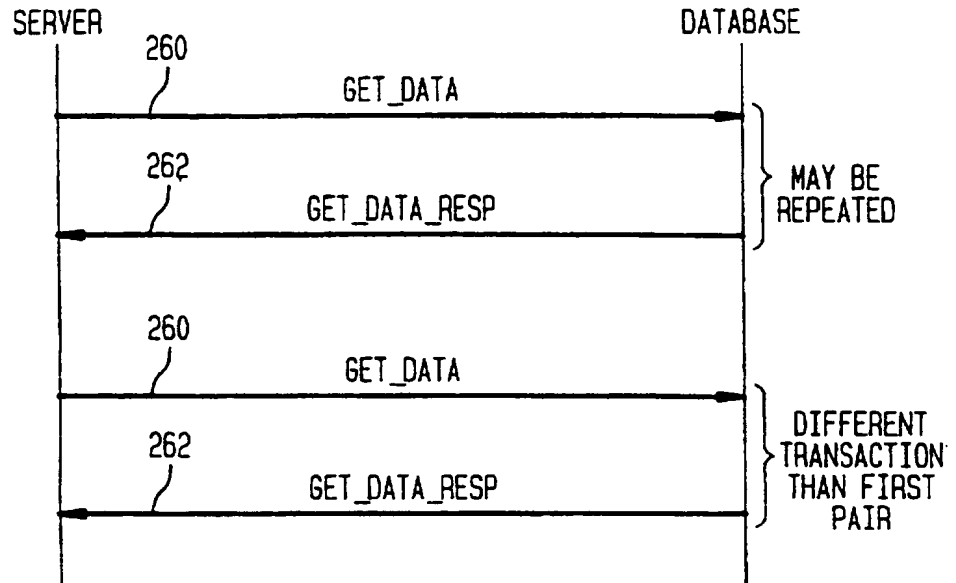 SERVER
DATABASE
260
GET_DATA
262
GET_DATA_RESP
MAY BE
REPEATED
260
GET_DATA
262
GET_DATA_RESP
DIFFERENT
TRANSACTION
THAN FIRST
PAIR